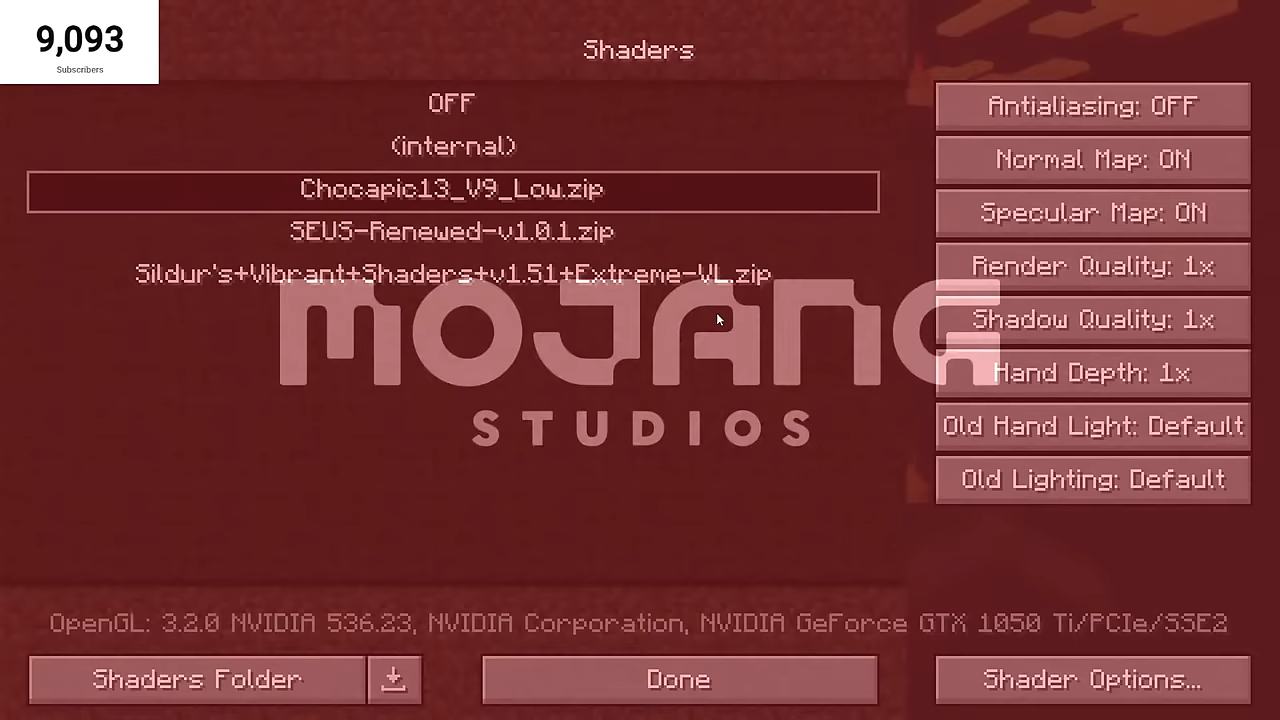 9,093
Subscribers
Shaders
OFF
(internal)
Chocapic13_V9_Low.zip
SEUS-Renewed-v1.0.1.zip
Sildur's+Vibrant+Shaders+v1.51+Extreme-VL.zip
MOJANG
STUDIOS
Antialiasing: OFF
Normal Map: ON
Specular Map: ON
Render Quality: 1x
Shadow Quality: 1x
Hand Depth: 1x
Old Hand Light: Default
Old Lighting: Default
OpenGL: 3.2.0 NVIDIA 536.23, NVIDIA Corporation, NVIDIA GeForce GTX 1050 Ti/PCIe/SSE2
Shaders Folder
Done
Shader Options...